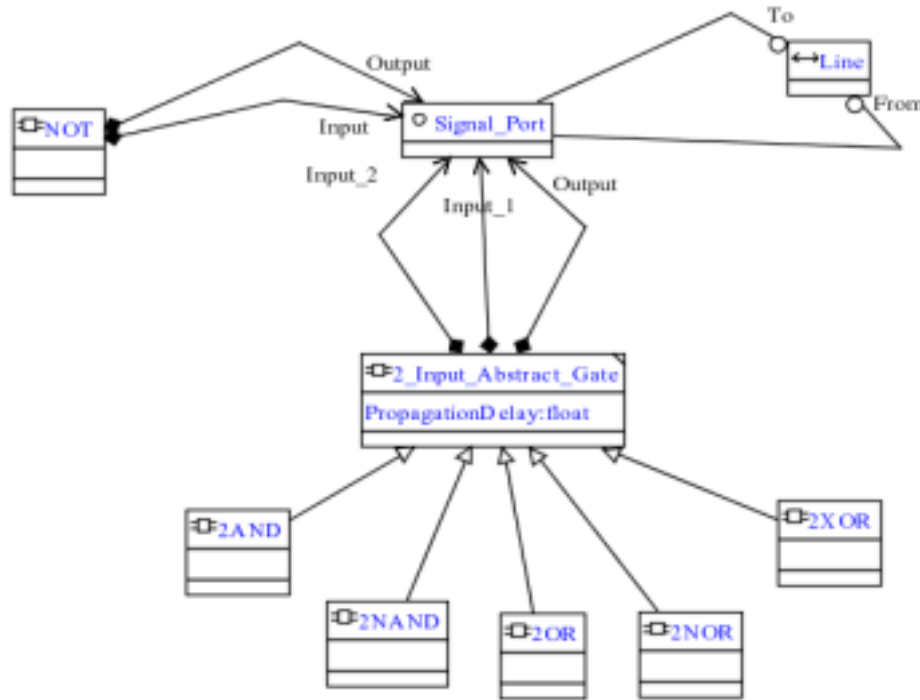 To
Output
Line
From
NOT
Signal_Port
Input
Input_2
Output
Input_1
2_Input_Abstract_Gate
PropagationDelay:float
2AND
2XOR
2NAND
2OR
2NOR